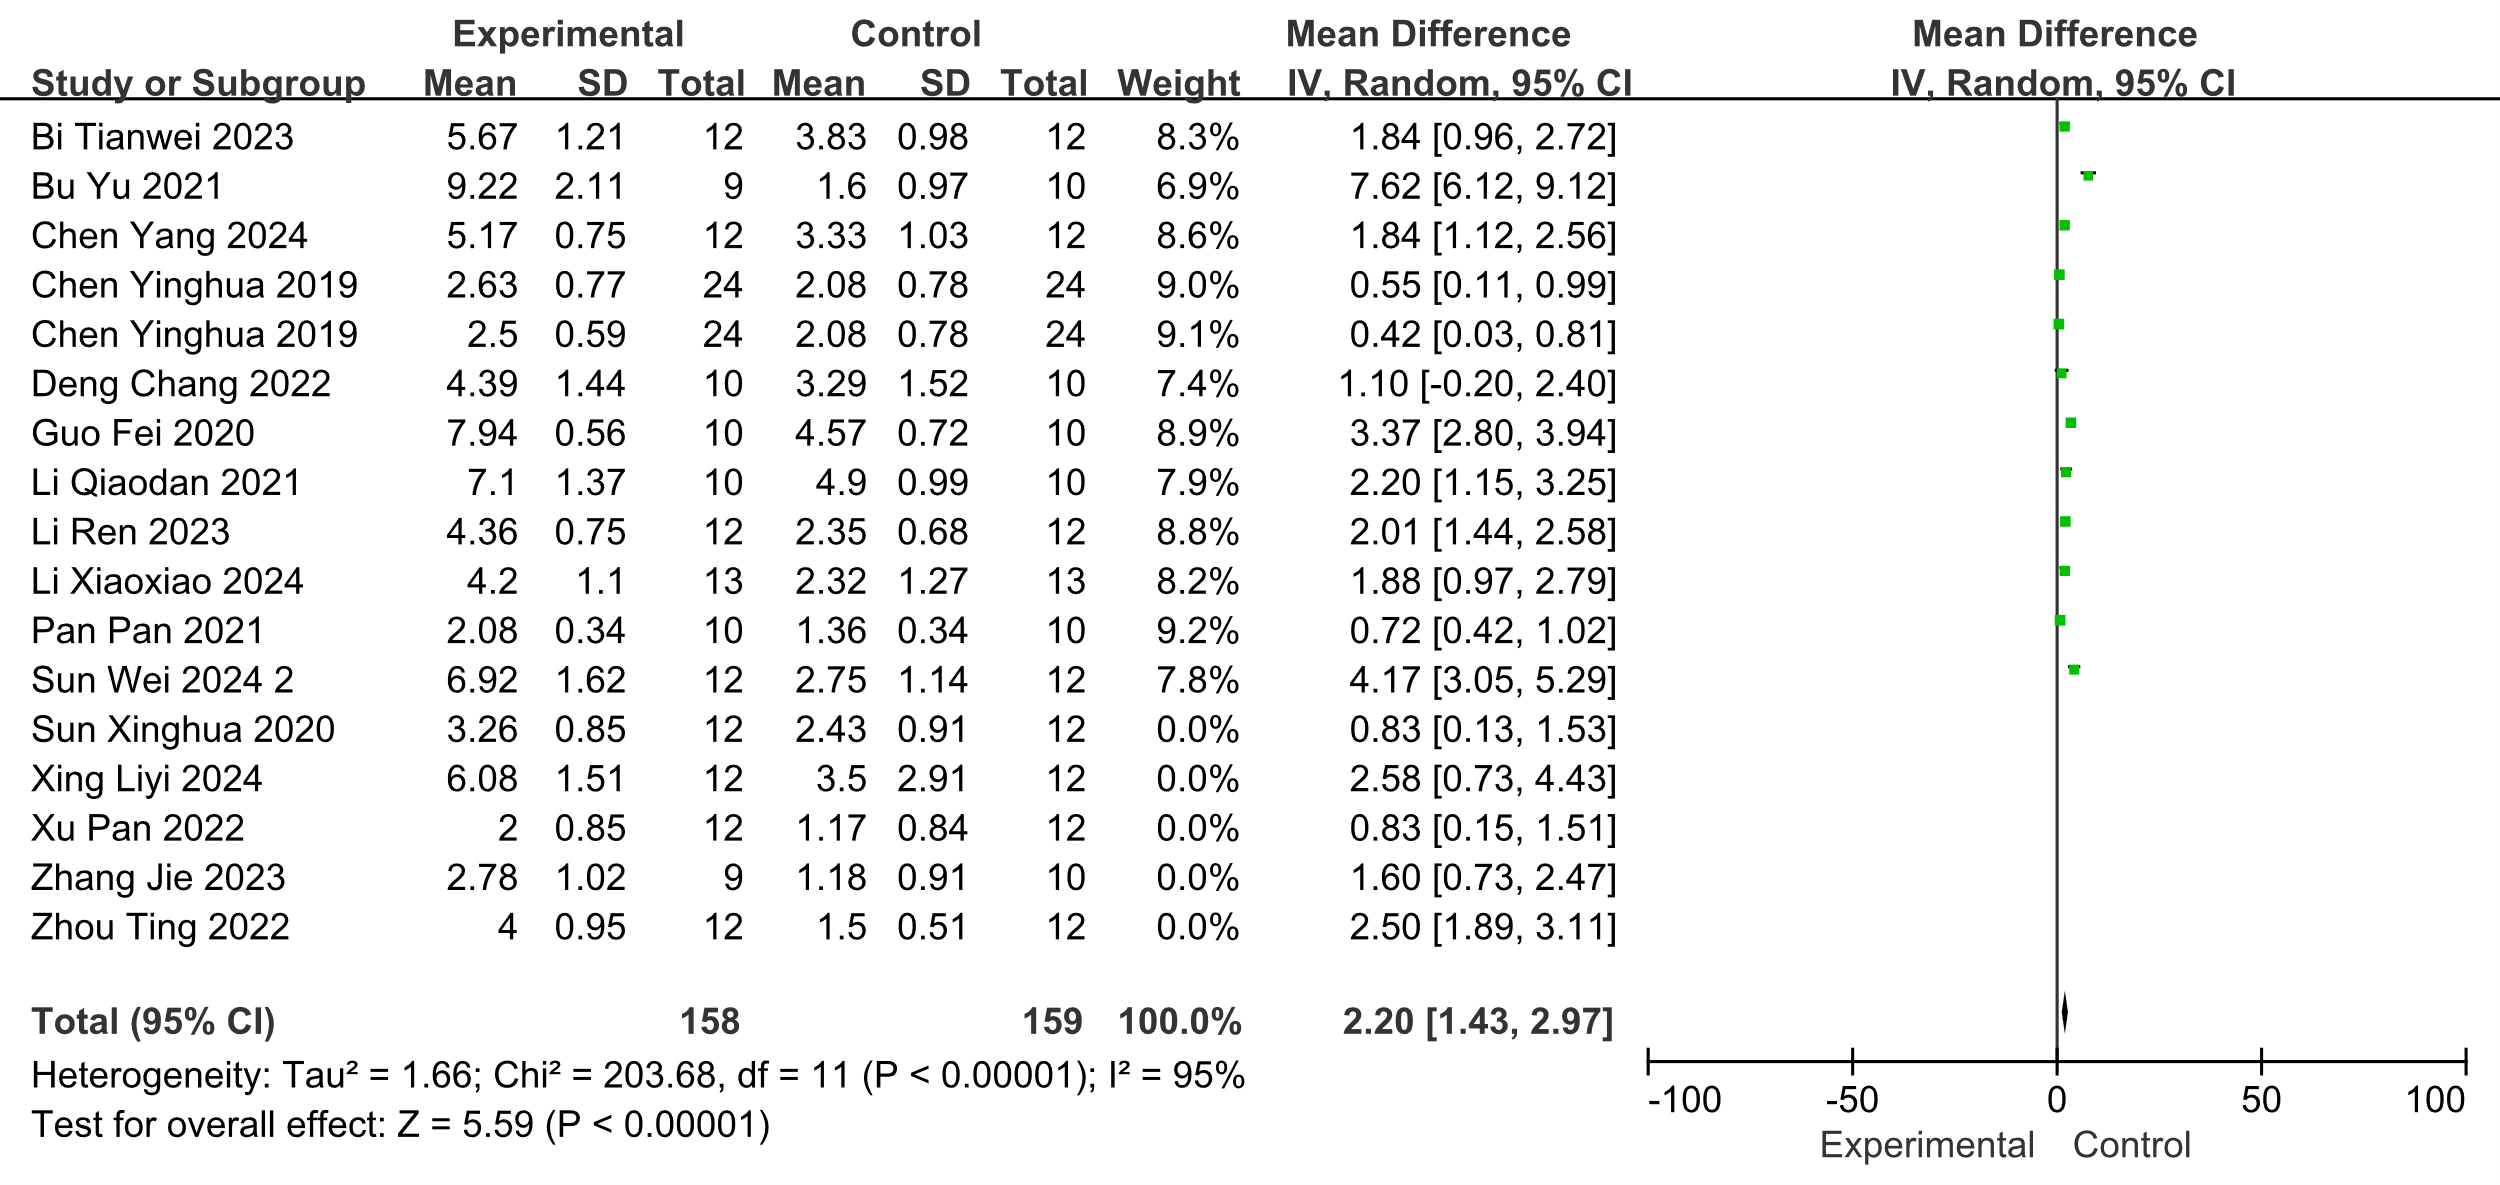 Experimental Control Mean Difference Mean Difference
Study or Subgroup Mean SD Total Mean SD Total Weight IV, Random, 95% CI IV, Random, 95% CI
Bi Tianwei 2023 5.67 1.21 12 3.83 0.98 12 8.3% 1.84 [0.96, 2.72]
Bu Yu 2021 9.22 2.11 9 1.6 0.97 10 6.9% 7.62 [6.12, 9.12]
Chen Yang 2024 5.17 0.75 12 3.33 1.03 12 8.6% 1.84 [1.12, 2.56]
Chen Yinghua 2019 2.63 0.77 24 2.08 0.78 24 9.0% 0.55 [0.11, 0.99]
Chen Yinghua 2019 2.5 0.59 24 2.08 0.78 24 9.1% 0.42 [0.03, 0.81]
Deng Chang 2022 4.39 1.44 10 3.29 1.52 10 7.4% 1.10 [-0.20, 2.40]
Guo Fei 2020 7.94 0.56 10 4.57 0.72 10 8.9% 3.37 [2.80, 3.94]
Li Qiaodan 2021 7.1 1.37 10 4.9 0.99 10 7.9% 2.20 [1.15, 3.25]
Li Ren 2023 4.36 0.75 12 2.35 0.68 12 8.8% 2.01 [1.44, 2.58]
Li Xiaoxiao 2024 4.2 1.1 13 2.32 1.27 13 8.2% 1.88 [0.97, 2.79]
Pan Pan 2021 2.08 0.34 10 1.36 0.34 10 9.2% 0.72 [0.42, 1.02]
Sun Wei 2024 2 6.92 1.62 12 2.75 1.14 12 7.8% 4.17 [3.05, 5.29]
Sun Xinghua 2020 3.26 0.85 12 2.43 0.91 12 0.0% 0.83 [0.13, 1.53]
Xing Liyi 2024 6.08 1.51 12 3.5 2.91 12 0.0% 2.58 [0.73, 4.43]
Xu Pan 2022 2 0.85 12 1.17 0.84 12 0.0% 0.83 [0.15, 1.51]
Zhang Jie 2023 2.78 1.02 9 1.18 0.91 10 0.0% 1.60 [0.73, 2.47]
Zhou Ting 2022 4 0.95 12 1.5 0.51 12 0.0% 2.50 [1.89, 3.11]
Total (95% CI) 158 159 100.0% 2.20 [1.43, 2.97]
Heterogeneity: Tau² = 1.66; Chi² = 203.68, df = 11 (P < 0.00001); I² = 95%
Test for overall effect: Z = 5.59 (P < 0.00001)
-100 -50 0 50 100
Experimental Control